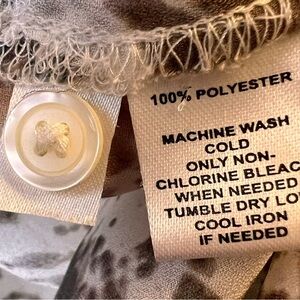 100% POLYESTER
MACHINE WASH
COLD
ONLY NON-
CHLORINE BLEAC
WHEN NEEDED
TUMBLE DRY LO
COOL IRON
IF NEEDED